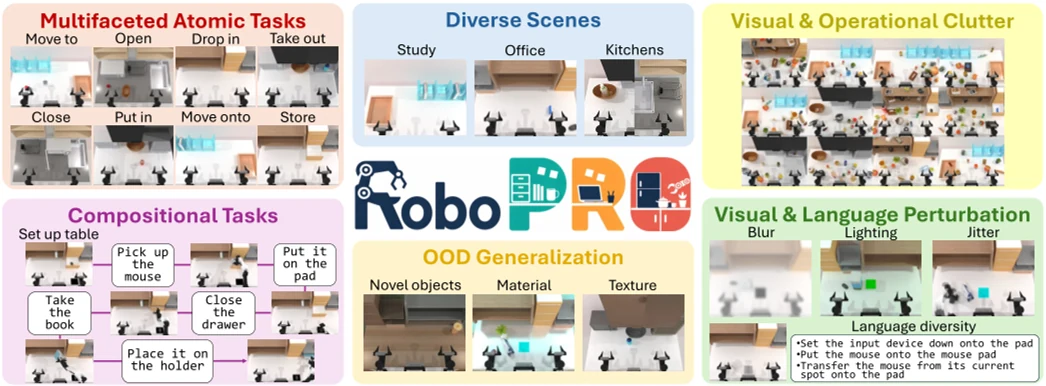 Multifaceted Atomic Tasks
Move to Open Drop in Take out
Close Put in Move onto Store
Diverse Scenes
Study Office Kitchens
Visual & Operational Clutter
RoboPRO
Compositional Tasks
Set up table
Pick up
the
mouse
Put it
on the
pad
Take
the
book
Close
the
drawer
Place it on
the holder
OOD Generalization
Novel objects Material Texture
Visual & Language Perturbation
Blur Lighting Jitter
Language diversity
•Set the input device down onto the pad
•Put the mouse onto the mouse pad
•Transfer the mouse from its current
spot onto the pad